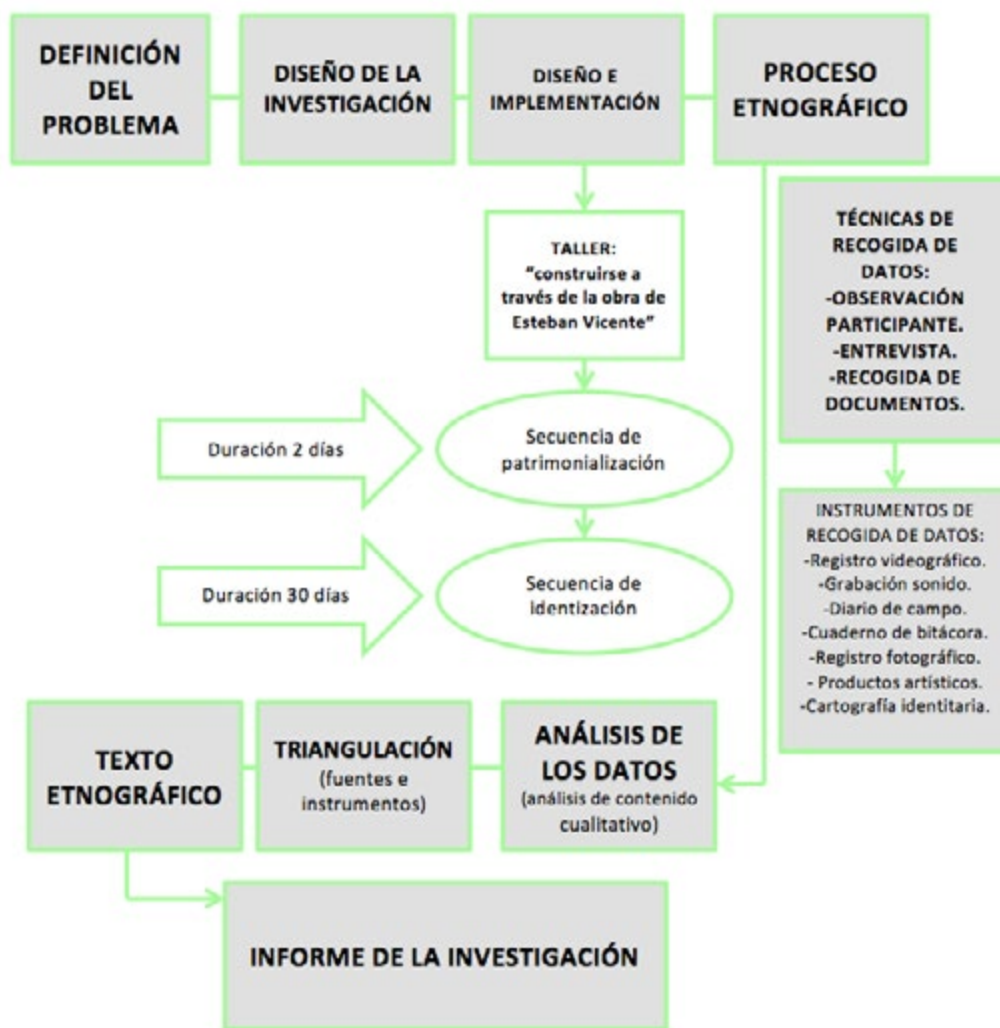 DEFINICIÓN
DEL
PROBLEMA
DISEÑO DE LA
INVESTIGACIÓN
DISEÑO E
IMPLEMENTACIÓN
PROCESO
ETNOGRÁFICO
TALLER:
"construirse a
través de la obra de
Esteban Vicente"
TÉCNICAS DE
RECOGIDA DE
DATOS:
-OBSERVACIÓN
PARTICIPANTE.
-ENTREVISTA.
-RECOGIDA DE
DOCUMENTOS.
Duración 2 días
Secuencia de
patrimonialización
Duración 30 días
Secuencia de
identización
INSTRUMENTOS DE
RECOGIDA DE DATOS:
-Registro videográfico.
-Grabación sonido.
-Diario de campo.
-Cuaderno de bitácora.
-Registro fotográfico.
- Productos artísticos.
-Cartografía identitaria.
TEXTO
ETNOGRÁFICO
TRIANGULACIÓN
(fuentes e
instrumentos)
ANÁLISIS DE
LOS DATOS
(análisis de contenido
cualitativo)
INFORME DE LA INVESTIGACIÓN